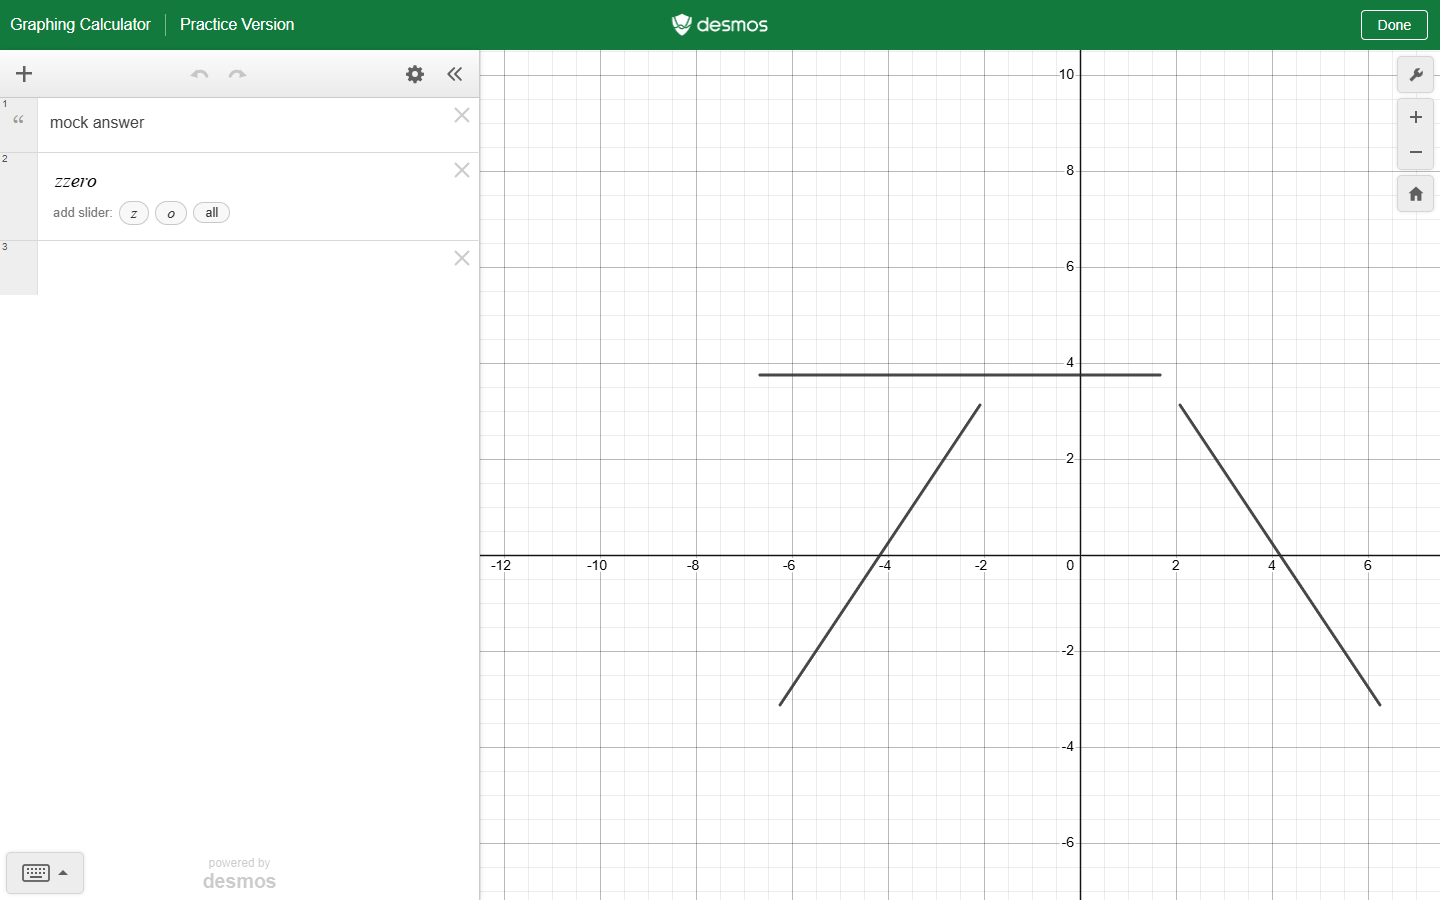 Graphing Calculator Practice Version desmos Done
1
“ mock answer
2
zzero
add slider: z o all
3
powered by
desmos
10
8
6
4
2
-12 -10 -8 -6 -4 -2 0 2 4 6
-2
-4
-6